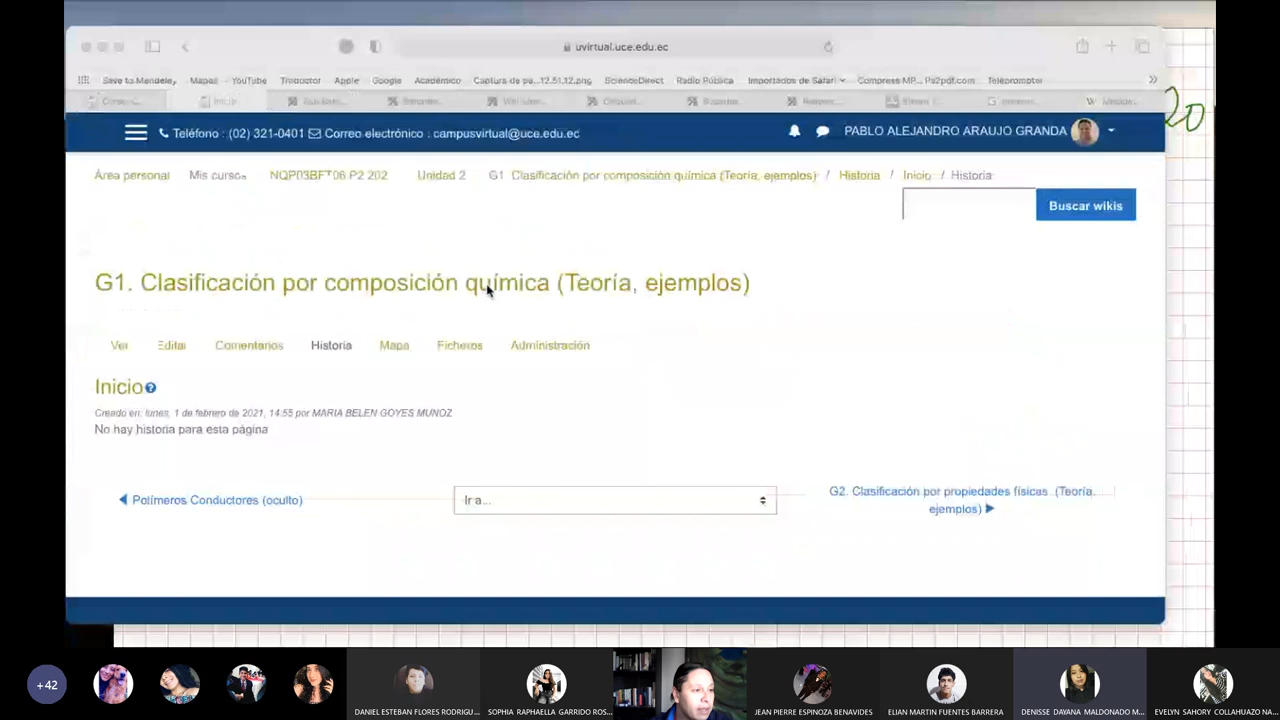 uvirtual.uce.edu.ec
Save to Mendeley Mapas YouTube Traductor Apple Google Académico Captura de pa...12.51.12.png ScienceDirect Radio Pública Importados de Safari Compress MP... Ps2pdf.com Teleprompter
Inicio
20
Teléfono : (02) 321-0401 Correo electrónico : campusvirtual@uce.edu.ec
PABLO ALEJANDRO ARAUJO GRANDA
Área personal Mis cursos NQP03BFT06 P2 202 Unidad 2 G1 Clasificación por composición química (Teoría, ejemplos) / Historia / Inicio / Historia
Buscar wikis
G1. Clasificación por composición química (Teoría, ejemplos)
Ver Editar Comentarios Historia Mapa Ficheros Administración
Inicio
Creado en: lunes, 1 de febrero de 2021, 14:55 por MARIA BELEN GOYES MUNOZ
No hay historia para esta página
◀ Polímeros Conductores (oculto)
Ir a...
G2. Clasificación por propiedades físicas (Teoría,
ejemplos) ▶
+42
DANIEL ESTEBAN FLORES RODRIGU...
SOPHIA RAPHAELLA GARRIDO ROS...
JEAN PIERRE ESPINOZA BENAVIDES
ELIAN MARTIN FUENTES BARRERA
DENISSE DAYANA MALDONADO M...
EVELYN SAHORY COLLAHUAZO NA...